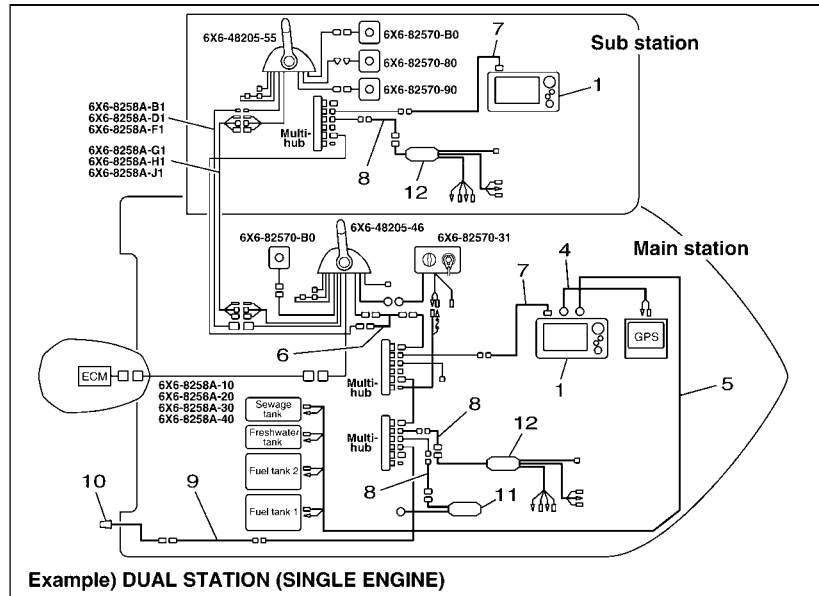 6X6-48205-55
6X6-82570-B0
6X6-82570-80
6X6-82570-90
7
Sub station
1
6X6-8258A-B1
6X6-8258A-D1
6X6-8258A-F1
Multi-
hub
6X6-8258A-G1
6X6-8258A-H1
6X6-8258A-J1
8
12
6X6-48205-46
6X6-82570-B0
6X6-82570-31
Main station
4
7
GPS
6
1
5
ECM
6X6-8258A-10
6X6-8258A-20
6X6-8258A-30
6X6-8258A-40
Multi-
hub
Sewage
tank
Freshwater
tank
Fuel tank 2
Fuel tank 1
Multi-
hub
8
12
8
11
10
9
Example) DUAL STATION (SINGLE ENGINE)